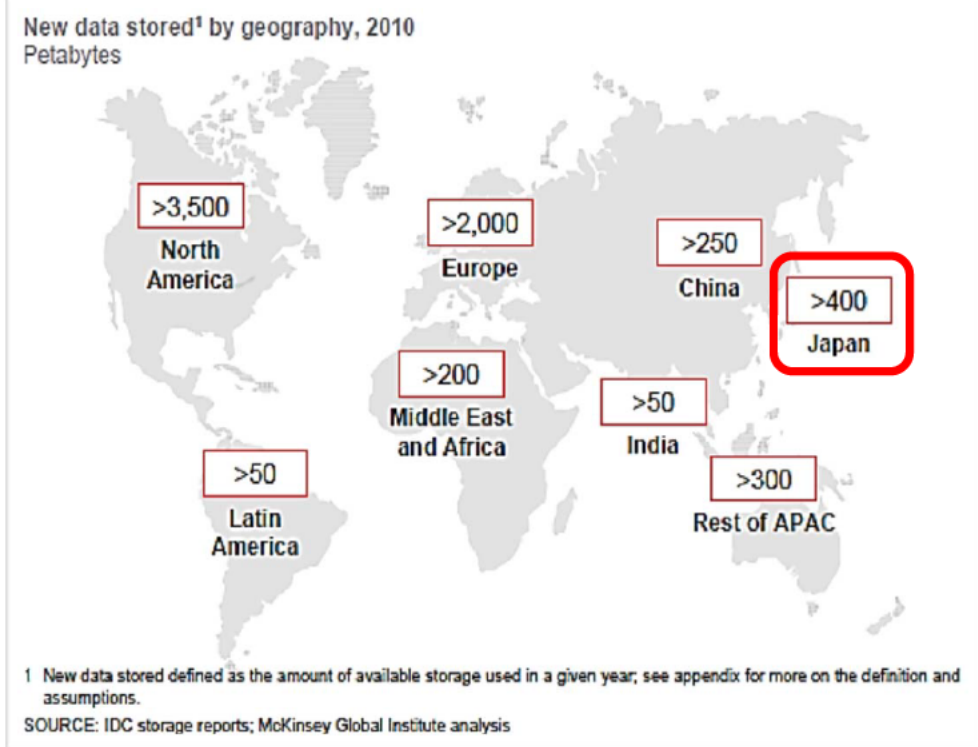 New data stored¹ by geography, 2010
Petabytes
>3,500
North
America
>2,000
Europe
>250
China
>400
Japan
>200
Middle East
and Africa
>50
India
>50
Latin
America
>300
Rest of APAC
1 New data stored defined as the amount of available storage used in a given year; see appendix for more on the definition and
assumptions.
SOURCE: IDC storage reports; McKinsey Global Institute analysis